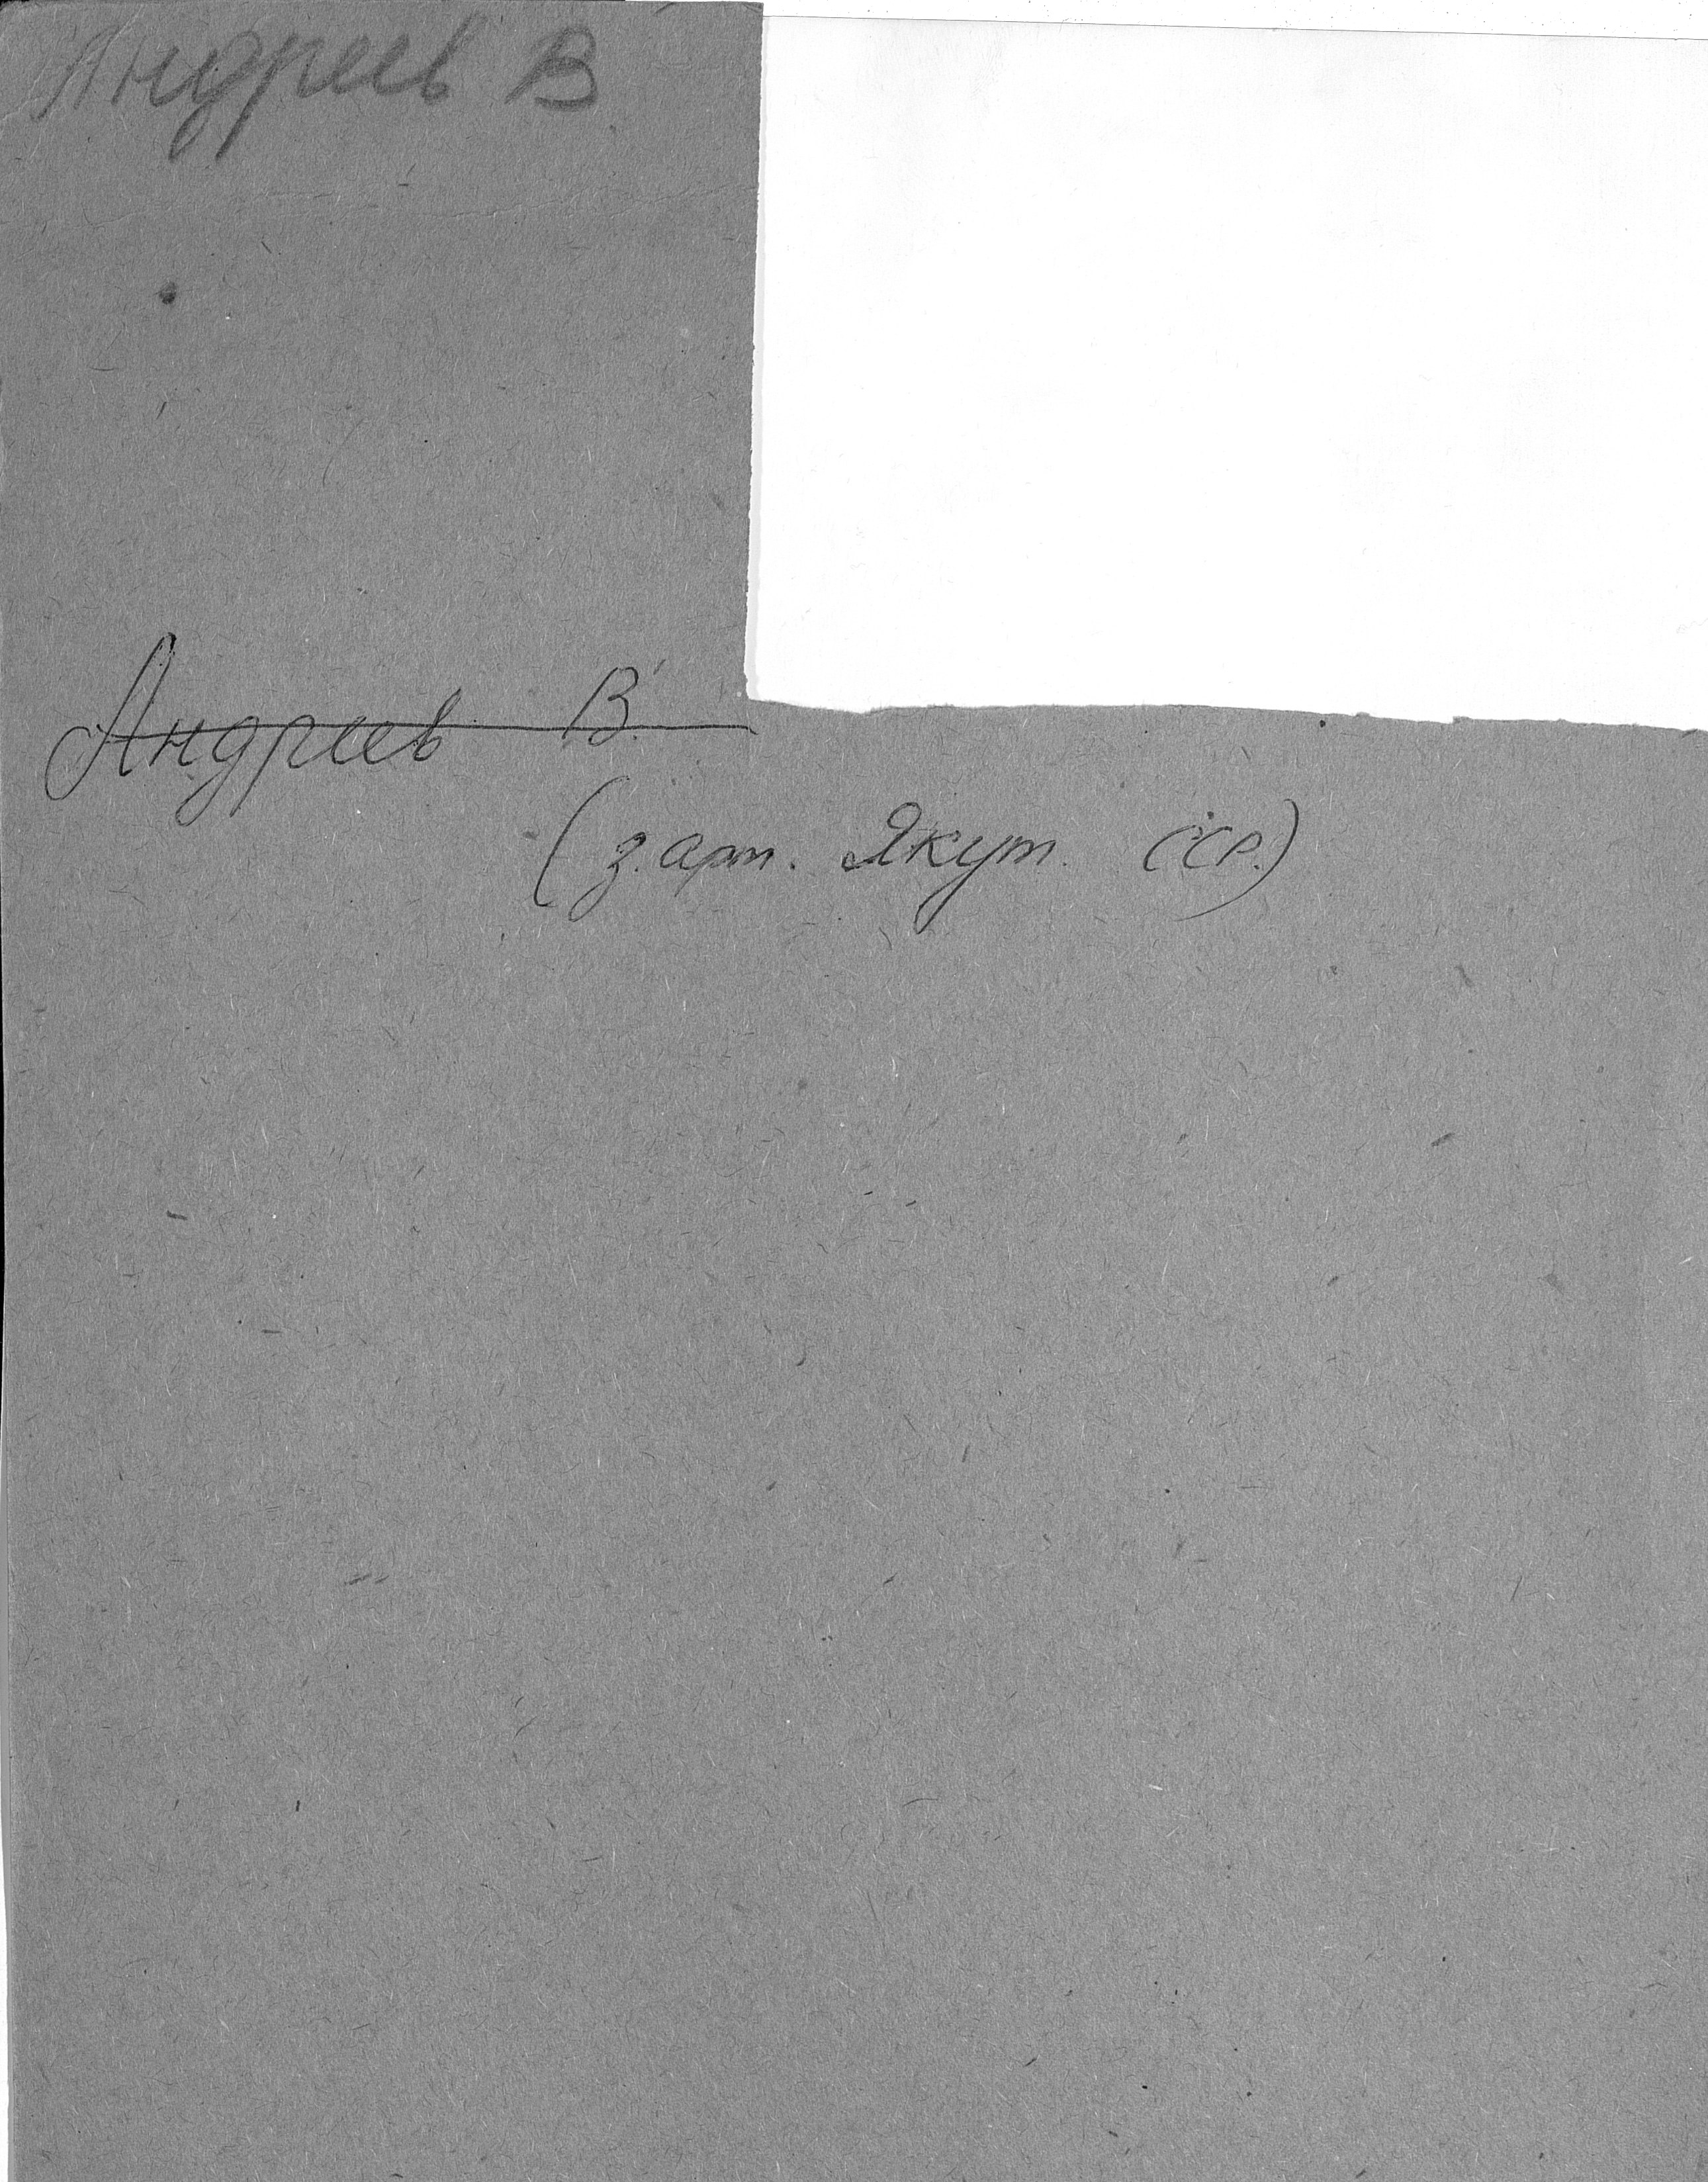 Андреев В
Андреев В.
(з.арт. Якут. ССР.)